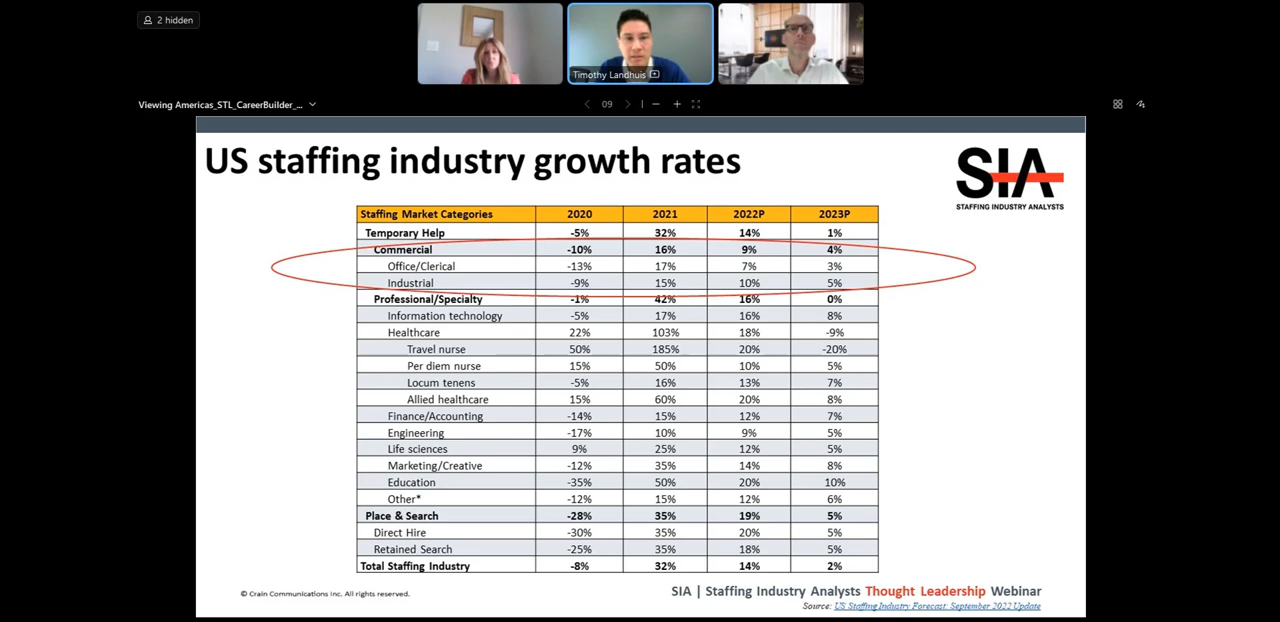 2 hidden
Timothy Landhuis
Viewing Americas_STL_CareerBuilder_...
09
US staffing industry growth rates
SIA
STAFFING INDUSTRY ANALYSTS
Staffing Market Categories 2020 2021 2022P 2023P
Temporary Help -5% 32% 14% 1%
Commercial -10% 16% 9% 4%
Office/Clerical -13% 17% 7% 3%
Industrial -9% 15% 10% 5%
Professional/Specialty -1% 42% 16% 0%
Information technology -5% 17% 16% 8%
Healthcare 22% 103% 18% -9%
Travel nurse 50% 185% 20% -20%
Per diem nurse 15% 50% 10% 5%
Locum tenens -5% 16% 13% 7%
Allied healthcare 15% 60% 20% 8%
Finance/Accounting -14% 15% 12% 7%
Engineering -17% 10% 9% 5%
Life sciences 9% 25% 12% 5%
Marketing/Creative -12% 35% 14% 8%
Education -35% 50% 20% 10%
Other* -12% 15% 12% 6%
Place & Search -28% 35% 19% 5%
Direct Hire -30% 35% 20% 5%
Retained Search -25% 35% 18% 5%
Total Staffing Industry -8% 32% 14% 2%
© Crain Communications Inc. All rights reserved.
SIA | Staffing Industry Analysts Thought Leadership Webinar
Source: US Staffing Industry Forecast: September 2022 Update